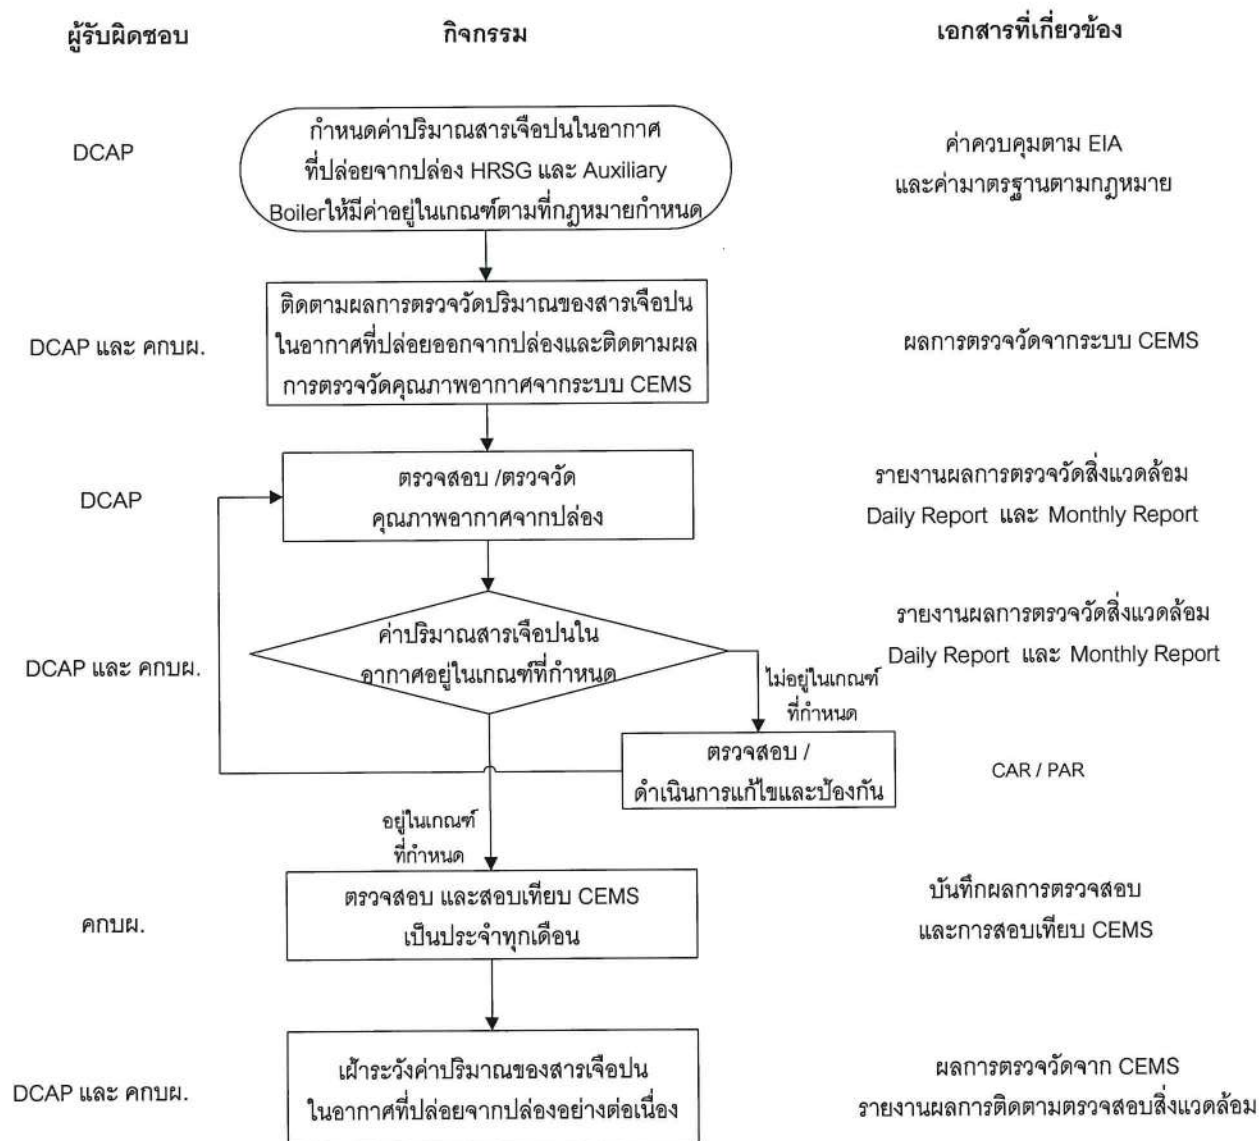 ผู้รับผิดชอบ
กิจกรรม
เอกสารที่เกี่ยวข้อง
DCAP
กำหนดค่าปริมาณสารเจือปนในอากาศ
ที่ปล่อยจากปล่อง HRSG และ Auxiliary
Boilerให้มีค่าอยู่ในเกณฑ์ตามที่กฎหมายกำหนด
ค่าควบคุมตาม EIA
และค่ามาตรฐานตามกฎหมาย
DCAP และ คกบผ.
ติดตามผลการตรวจวัดปริมาณของสารเจือปน
ในอากาศที่ปล่อยออกจากปล่องและติดตามผล
การตรวจวัดคุณภาพอากาศจากระบบ CEMS
ผลการตรวจวัดจากระบบ CEMS
DCAP
ตรวจสอบ /ตรวจวัด
คุณภาพอากาศจากปล่อง
รายงานผลการตรวจวัดสิ่งแวดล้อม
Daily Report และ Monthly Report
DCAP และ คกบผ.
ค่าปริมาณสารเจือปนใน
อากาศอยู่ในเกณฑ์ที่กำหนด
รายงานผลการตรวจวัดสิ่งแวดล้อม
Daily Report และ Monthly Report
ไม่อยู่ในเกณฑ์
ที่กำหนด
ตรวจสอบ /
ดำเนินการแก้ไขและป้องกัน
CAR / PAR
อยู่ในเกณฑ์
ที่กำหนด
คกบผ.
ตรวจสอบ และสอบเทียบ CEMS
เป็นประจำทุกเดือน
บันทึกผลการตรวจสอบ
และการสอบเทียบ CEMS
DCAP และ คกบผ.
เฝ้าระวังค่าปริมาณของสารเจือปน
ในอากาศที่ปล่อยจากปล่องอย่างต่อเนื่อง
ผลการตรวจวัดจาก CEMS
รายงานผลการติดตามตรวจสอบสิ่งแวดล้อม